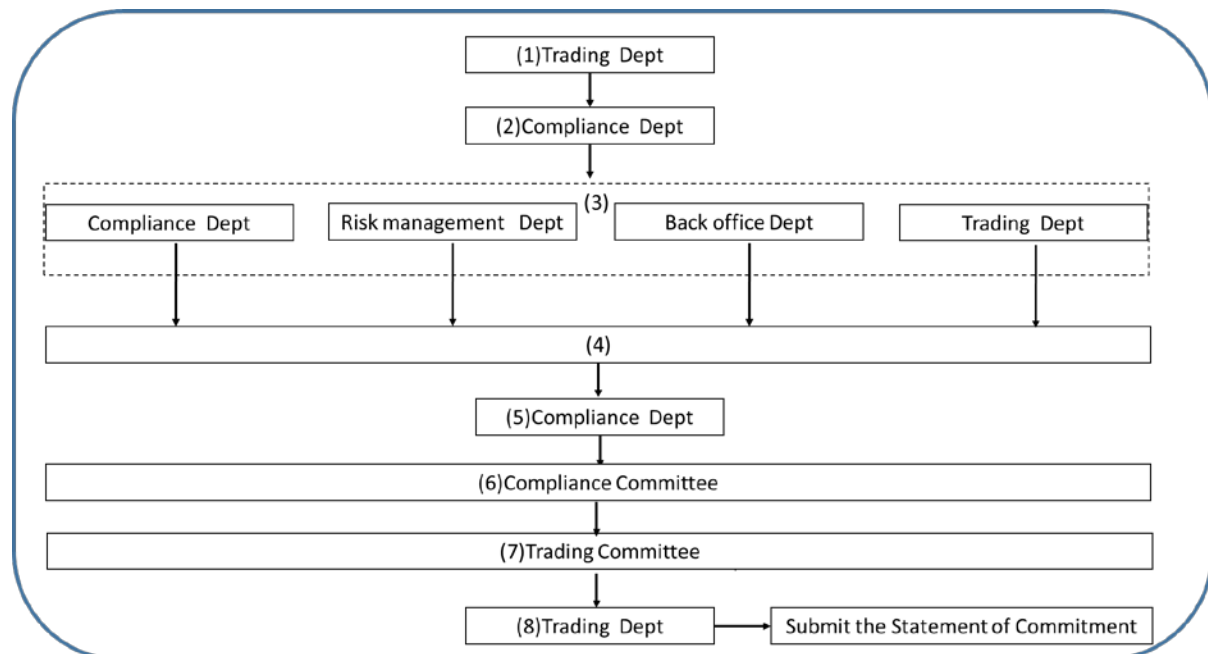 (1)Trading Dept
(2)Compliance Dept
(3)
Compliance Dept
Risk management Dept
Back office Dept
Trading Dept
(4)
(5)Compliance Dept
(6)Compliance Committee
(7)Trading Committee
(8)Trading Dept
Submit the Statement of Commitment